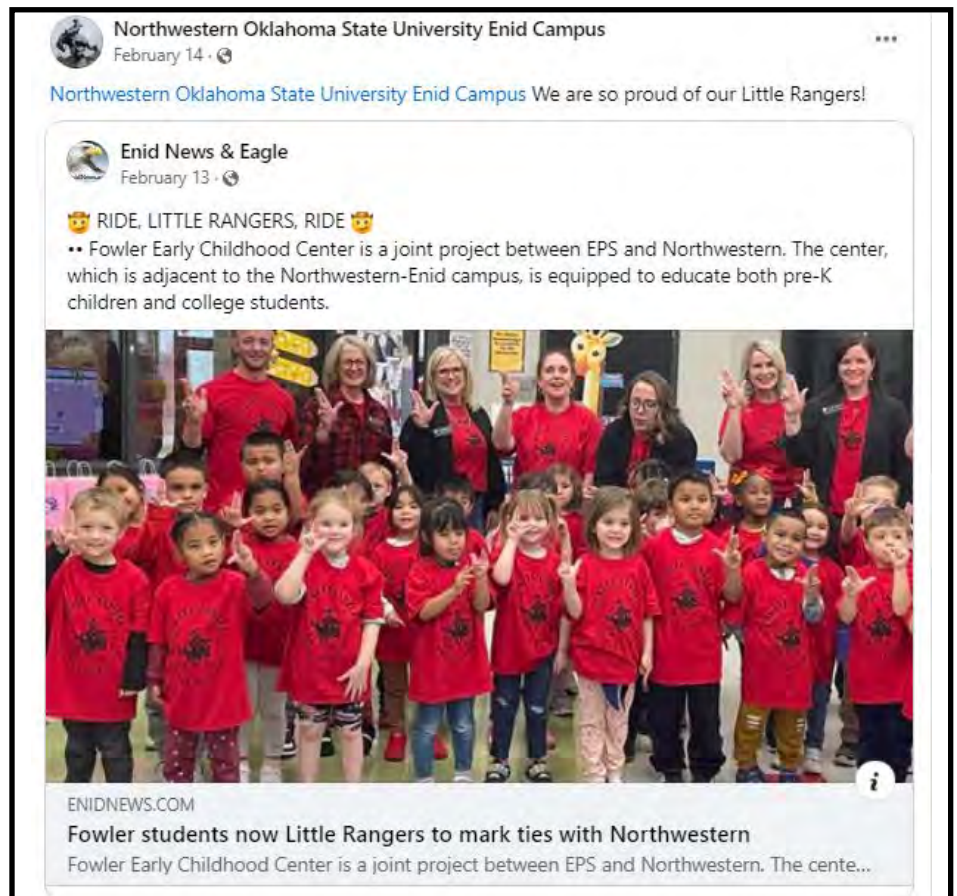 Northwestern Oklahoma State University Enid Campus
February 14 ·
Northwestern Oklahoma State University Enid Campus We are so proud of our Little Rangers!
Enid News & Eagle
February 13 ·
🤠 RIDE, LITTLE RANGERS, RIDE 🤠
•• Fowler Early Childhood Center is a joint project between EPS and Northwestern. The center,
which is adjacent to the Northwestern-Enid campus, is equipped to educate both pre-K
children and college students.
ENIDNEWS.COM
Fowler students now Little Rangers to mark ties with Northwestern
Fowler Early Childhood Center is a joint project between EPS and Northwestern. The cente...